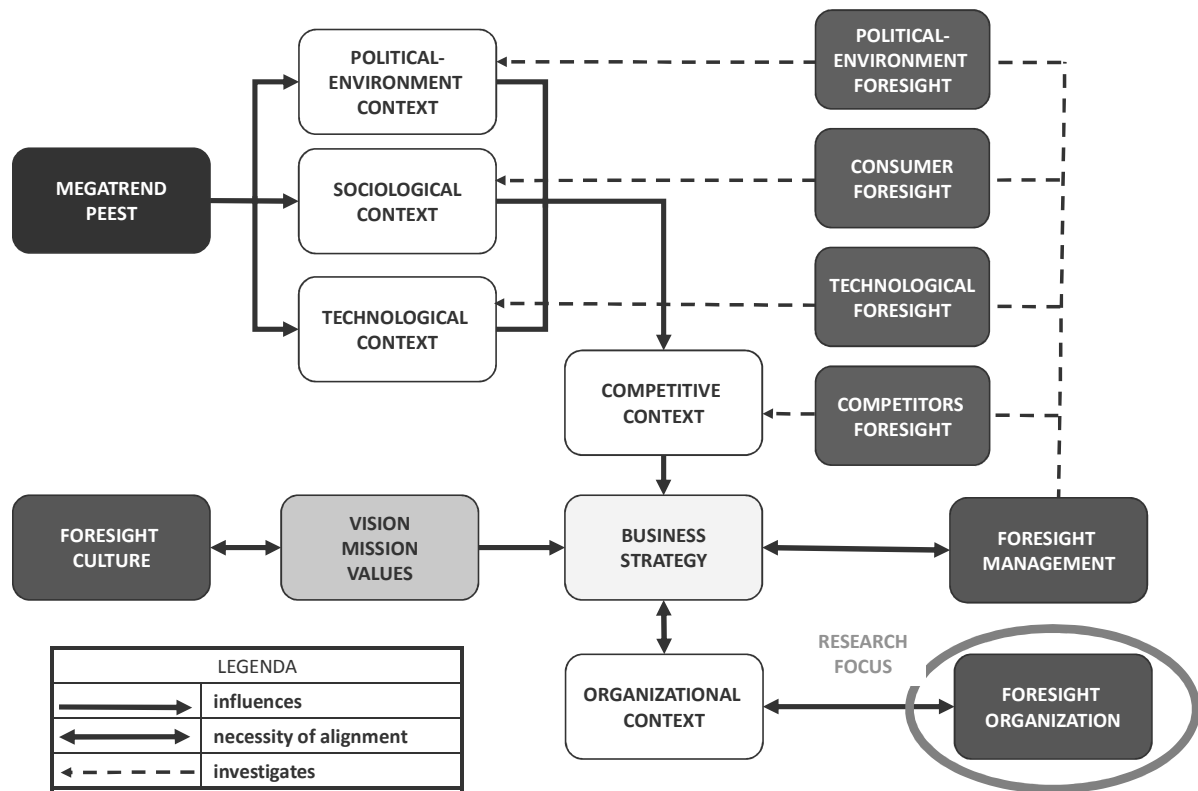 POLITICAL-
ENVIRONMENT
CONTEXT
POLITICAL-
ENVIRONMENT
FORESIGHT
MEGATREND
PEEST
SOCIOLOGICAL
CONTEXT
CONSUMER
FORESIGHT
TECHNOLOGICAL
CONTEXT
TECHNOLOGICAL
FORESIGHT
COMPETITIVE
CONTEXT
COMPETITORS
FORESIGHT
FORESIGHT
CULTURE
VISION
MISSION
VALUES
BUSINESS
STRATEGY
FORESIGHT
MANAGEMENT
LEGENDA
influences
necessity of alignment
investigates
ORGANIZATIONAL
CONTEXT
RESEARCH
FOCUS
FORESIGHT
ORGANIZATION